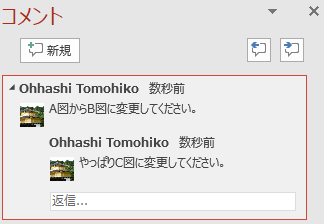 コメント
新規
Ohhashi Tomohiko 数秒前
A図からB図に変更してください。
Ohhashi Tomohiko 数秒前
やっぱりC図に変更してください。
返信...